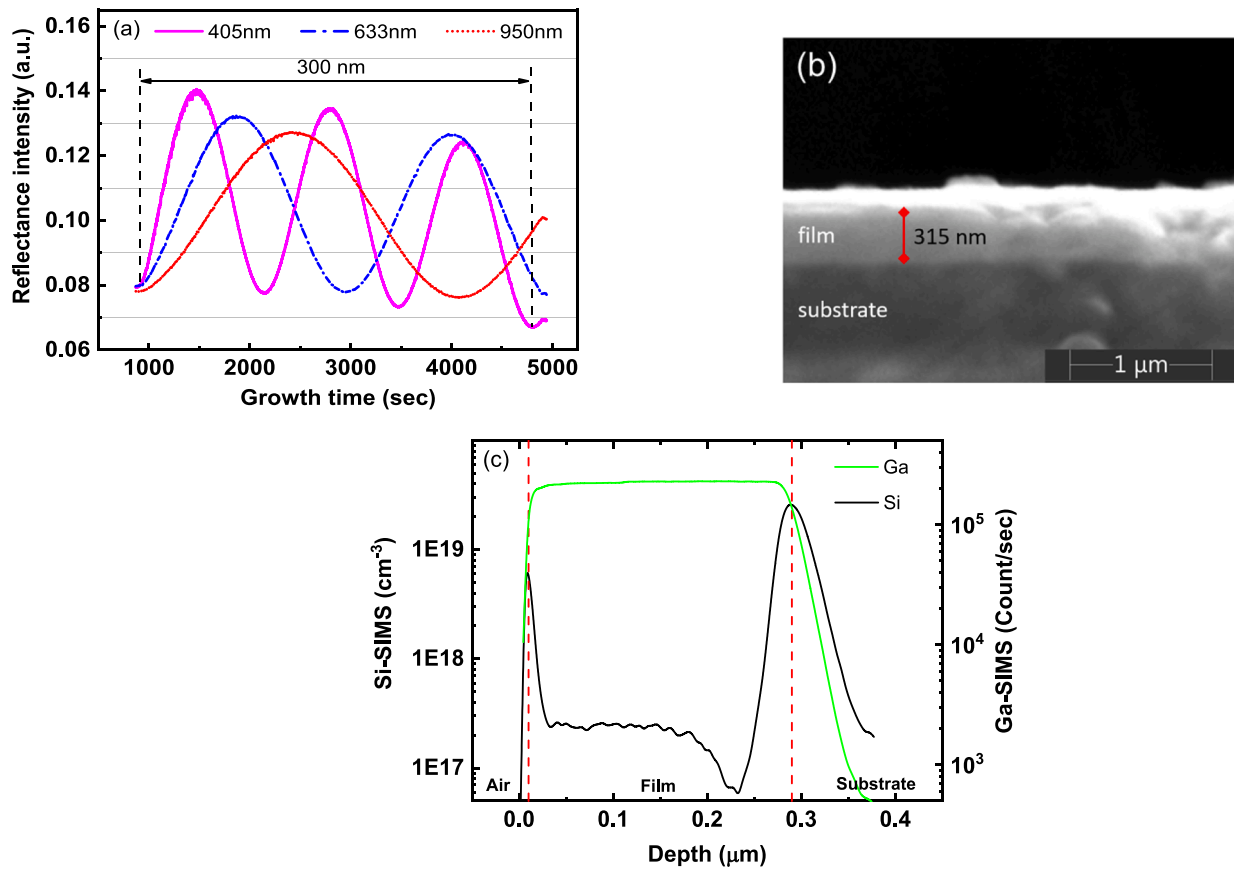 (a)
405nm 633nm 950nm
300 nm
0.16
0.14
0.12
0.10
0.08
0.06
Reflectance intensity (a.u.)
1000 2000 3000 4000 5000
Growth time (sec)
(b)
film
315 nm
substrate
1 μm
(c)
Ga
Si
1E19
1E18
1E17
Si-SIMS (cm⁻³)
10⁵
10⁴
10³
Ga-SIMS (Count/sec)
Air Film Substrate
0.0 0.1 0.2 0.3 0.4
Depth (μm)